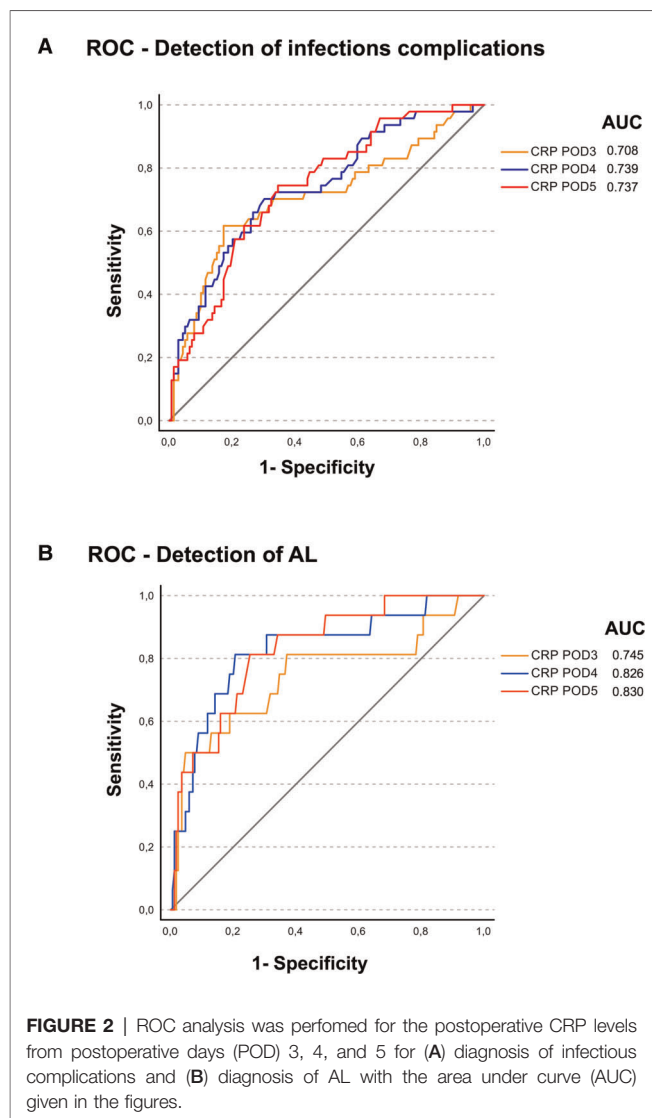 A ROC - Detection of infections complications
1,0
0,8
0,6
0,4
0,2
0,0
Sensitivity
0,0 0,2 0,4 0,6 0,8 1,0
1- Specificity
AUC
CRP POD3 0.708
CRP POD4 0.739
CRP POD5 0.737
B ROC - Detection of AL
1,0
0,8
0,6
0,4
0,2
0,0
Sensitivity
0,0 0,2 0,4 0,6 0,8 1,0
1- Specificity
AUC
CRP POD3 0.745
CRP POD4 0.826
CRP POD5 0.830
FIGURE 2 | ROC analysis was perfomed for the postoperative CRP levels
from postoperative days (POD) 3, 4, and 5 for (A) diagnosis of infectious
complications and (B) diagnosis of AL with the area under curve (AUC)
given in the figures.